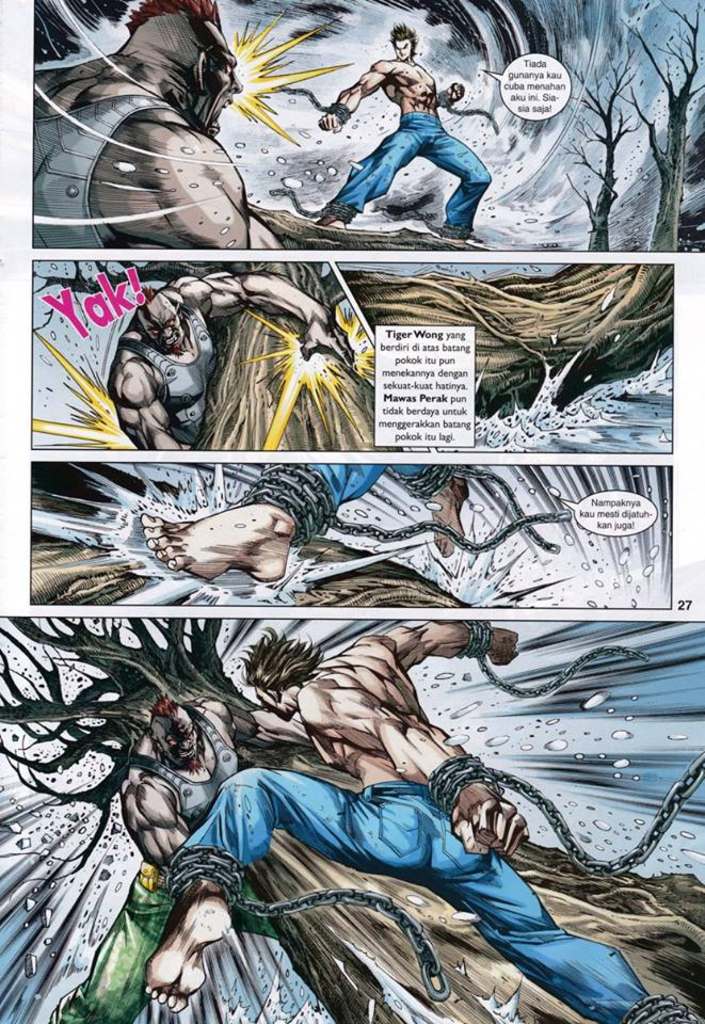 Tiada
gunanya kau
cuba menahan
aku ini. Sia-
sia saja!
Yak!
Tiger Wong yang
berdiri di atas batang
pokok itu pun
menekannya dengan
sekuat-kuat hatinya.
Mawas Perak pun
tidak berdaya untuk
menggerakkan batang
pokok itu lagi.
Nampaknya
kau mesti dijatuh-
kan juga!
27